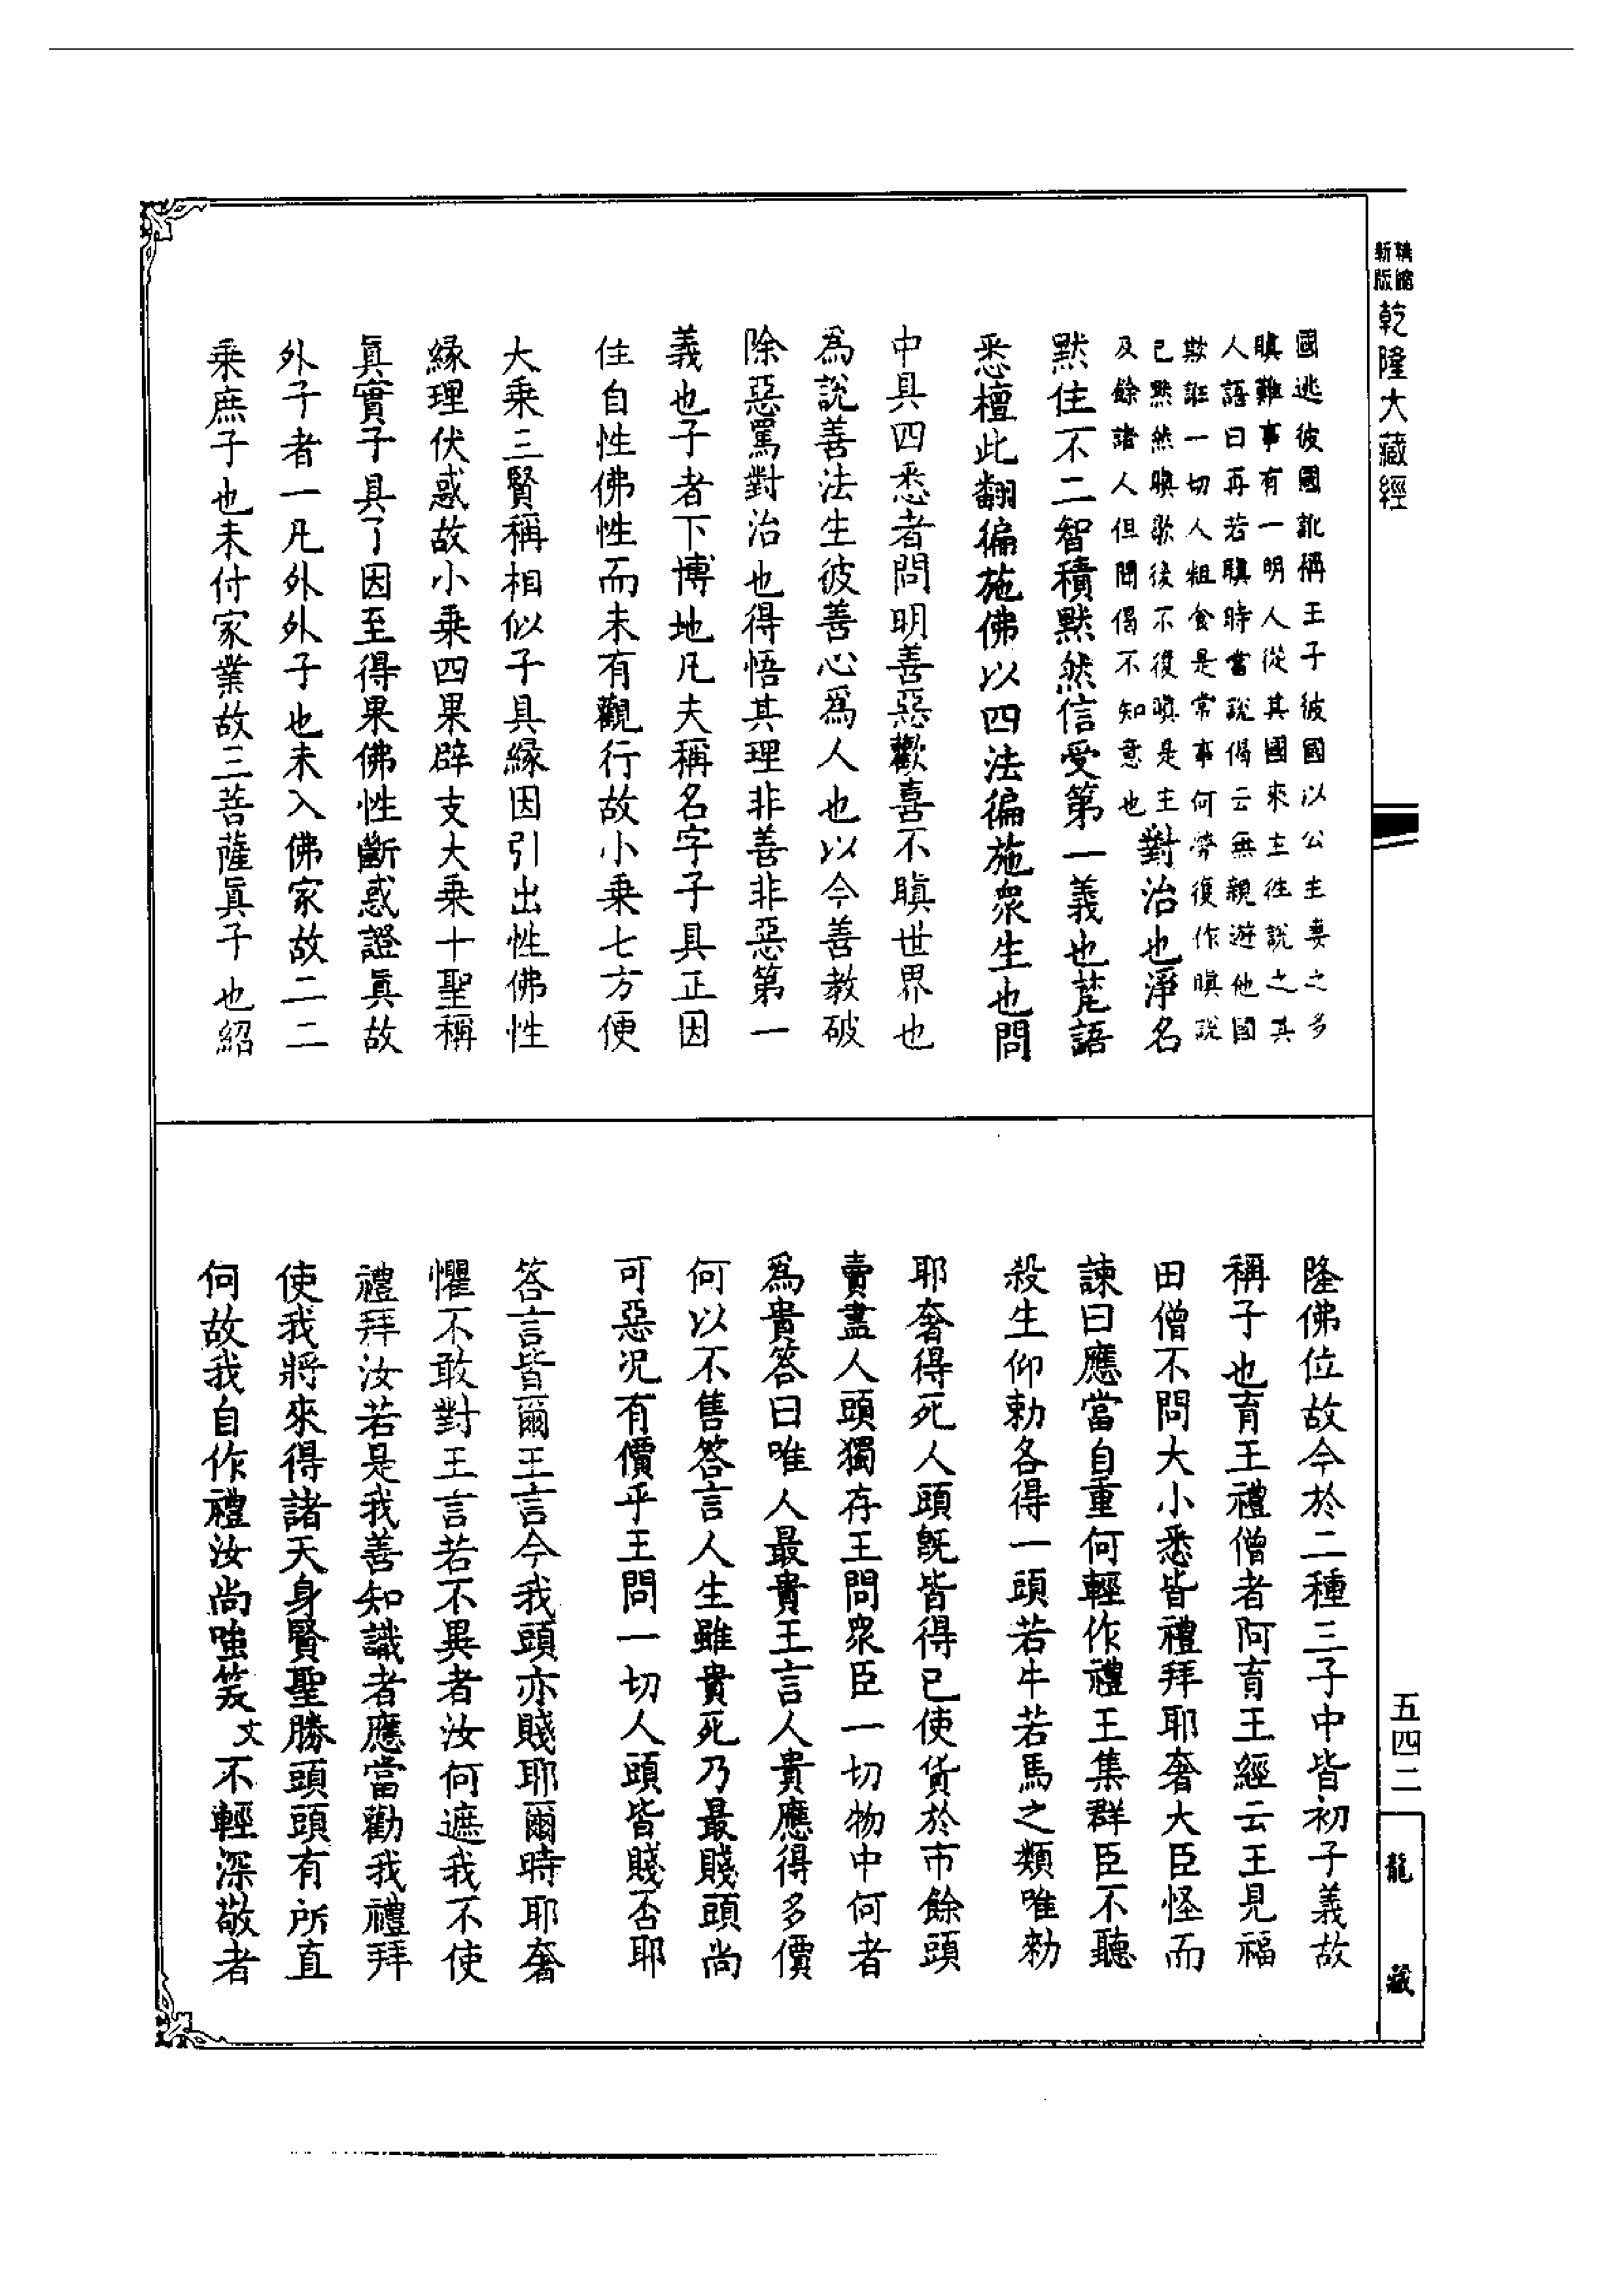 精縮
新版
乾隆大藏經
國逃彼國訛稱王子彼國以公主妻之多
瞋難事有一明人從其國來主往說之其
人語曰再若瞋時當說偈云無親遊他國
欺誑一切人粗食是常事何勞復作瞋說
已默然瞋歇後不復瞋是主
及餘諸人但聞偈不知意也
對治也淨名
默住不二智積默然信受第一義也梵語
悉檀此翻徧施佛以四法徧施衆生也問
中具四悉者問明善惡歡喜不瞋世界也
為說善法生彼善心爲人也以今善教破
除惡罵對治也得悟其理非善非惡第一
義也子者下博地凡夫稱名字子具正因
住自性佛性而未有觀行故小乗七方便
大乗三賢稱相似子具緣因引出性佛性
緣理伏惑故小乗四果辟支大乗十聖稱
眞實子具了因至得果佛性斷惑證眞故
外子者一凡外外子也未入佛家故二二
乗庶子也未付家業故三菩薩眞子也紹
隆佛位故今於二種三子中皆初子義故
稱子也育王禮僧者阿育王經云王見福
田僧不問大小悉皆禮拜耶奢大臣怪而
諫曰應當自重何輕作禮王集群臣不聽
殺生仰勅各得一頭若牛若馬之類唯勅
耶奢得死人頭旣皆得已使貨於市餘頭
賣盡人頭獨存王問衆臣一切物中何者
爲貴答曰唯人最貴王言人貴應得多價
何以不售答言人生雖貴死乃最賤頭尚
可惡况有價乎王問一切人頭皆賤否耶
答言皆爾王言今我頭亦賤耶爾時耶奢
懼不敢對王言若不異者汝何遮我不使
禮拜汝若是我善知識者應當勸我禮拜
使我將來得諸天身賢聖勝頭頭有所直
何故我自作禮汝尚嗤笑文不輕深敬者
五四二
龍藏